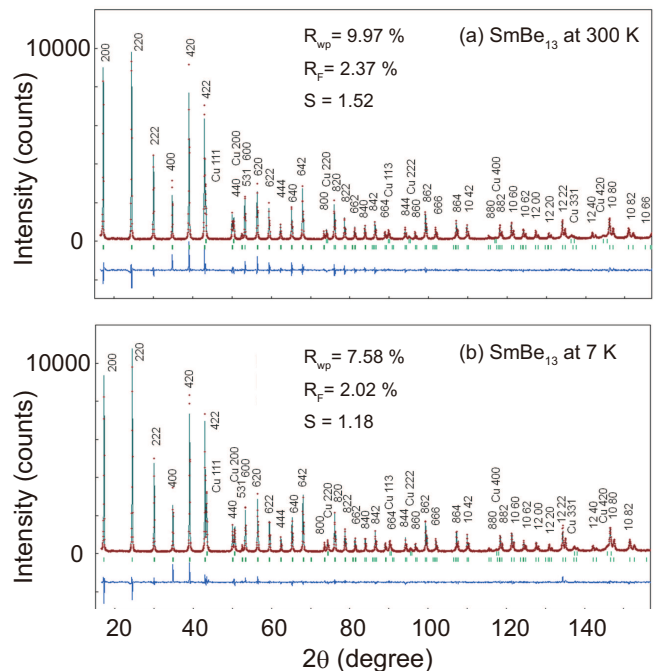 10000
0
Intensity (counts)
(a) SmBe13 at 300 K
Rwp= 9.97 %
RF= 2.37 %
S = 1.52
200
220
222
400
420
422
Cu 111
440
Cu 200
531
600
620
622
444
640
642
800
Cu 220
820
822
662
840
842
664
Cu 113
844
Cu 222
860
862
666
864
10 42
880
Cu 400
882
10 60
10 62
12 00
12 20
12 22
Cu 331
12 40
Cu 420
10 80
10 82
10 66
10000
0
Intensity (counts)
(b) SmBe13 at 7 K
Rwp= 7.58 %
RF= 2.02 %
S = 1.18
200
220
222
400
420
422
Cu 111
440
Cu 200
531
600
620
622
444
640
642
800
Cu 220
820
822
662
840
842
664
Cu 113
844
Cu 222
860
862
666
864
10 42
880
Cu 400
882
10 60
10 62
12 00
12 20
12 22
Cu 331
12 40
Cu 420
10 80
10 82
20 40 60 80 100 120 140
2θ (degree)